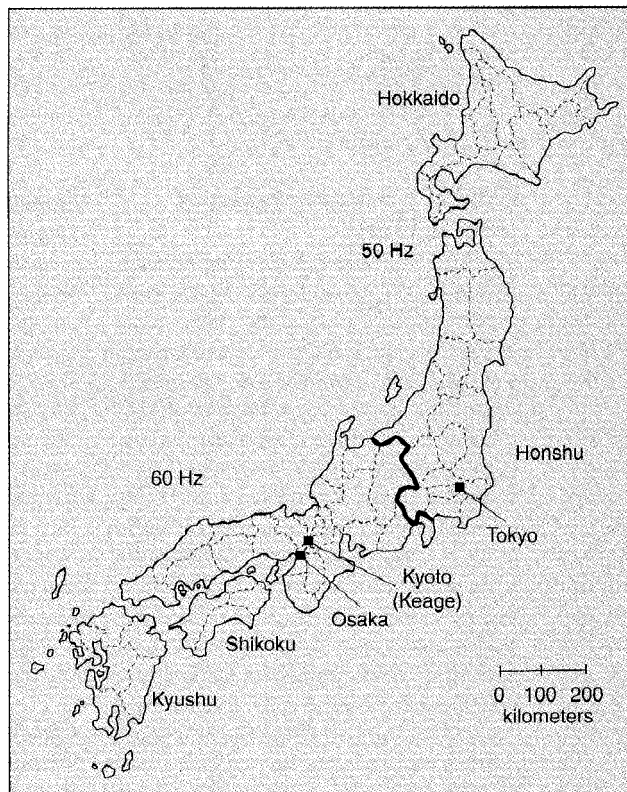 Hokkaido
50 Hz
Honshu
60 Hz
Tokyo
Kyoto
(Keage)
Osaka
Shikoku
Kyushu
0 100 200
kilometers